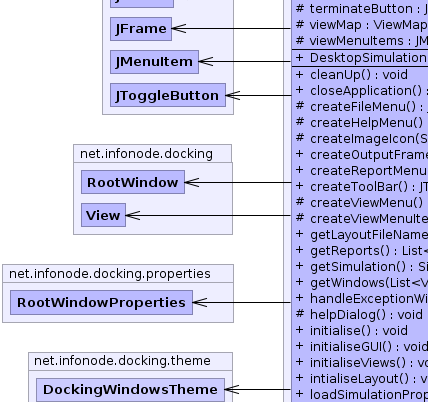 JFrame
JMenuItem
JToggleButton
net.infonode.docking
RootWindow
View
net.infonode.docking.properties
RootWindowProperties
net.infonode.docking.theme
DockingWindowsTheme
# terminateButton : J
# viewMap : ViewMap
# viewMenuItems : JM
+ DesktopSimulation
+ cleanUp() : void
+ closeApplication() :
# createFileMenu() : J
# createHelpMenu()
# createImageIcon(S
+ createOutputFrame
+ createReportMenu
+ createToolBar() : JT
# createViewMenu()
# createViewMenuIte
+ getLayoutFileName
+ getReports() : List<
+ getSimulation() : Si
+ getWindows(List<V
+ handleExceptionWi
# helpDialog() : void
+ initialise() : void
+ initialiseGUI() : void
+ initialiseViews() : vo
+ intialiseLayout() : v
+ loadSimulationProp